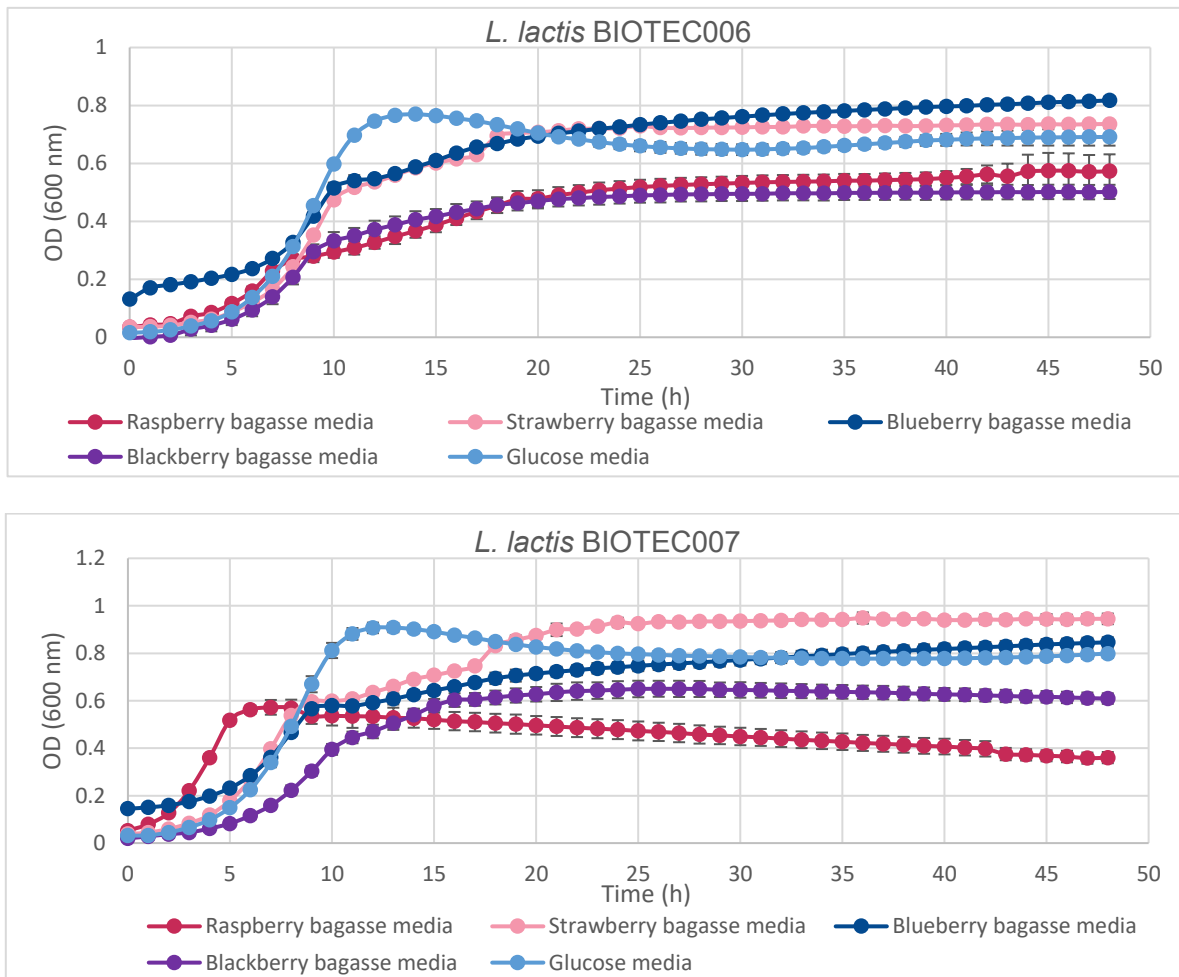 L. lactis BIOTEC006
1
0.8
0.6
0.4
0.2
0
OD (600 nm)
0 5 10 15 20 25 30 35 40 45 50
Time (h)
Raspberry bagasse media Strawberry bagasse media Blueberry bagasse media
Blackberry bagasse media Glucose media
L. lactis BIOTEC007
1.2
1
0.8
0.6
0.4
0.2
0
OD (600 nm)
0 5 10 15 20 25 30 35 40 45 50
Time (h)
Raspberry bagasse media Strawberry bagasse media Blueberry bagasse media
Blackberry bagasse media Glucose media